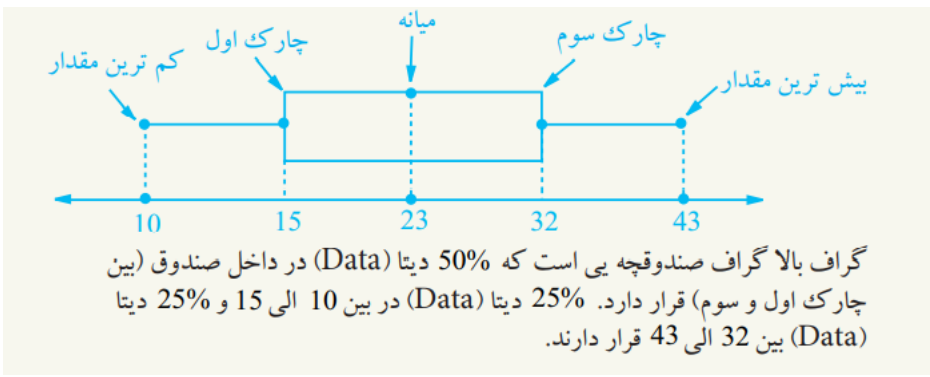 میانه
چارک اول
چارک سوم
کم ترین مقدار
بیش ترین مقدار
10 15 23 32 43
گراف بالا گراف صندوقچه یی است که 50% دیتا (Data) در داخل صندوق (بین
چارک اول و سوم) قرار دارد. 25% دیتا (Data) در بین 10 الی 15 و 25% دیتا
(Data) بین 32 الی 43 قرار دارند.